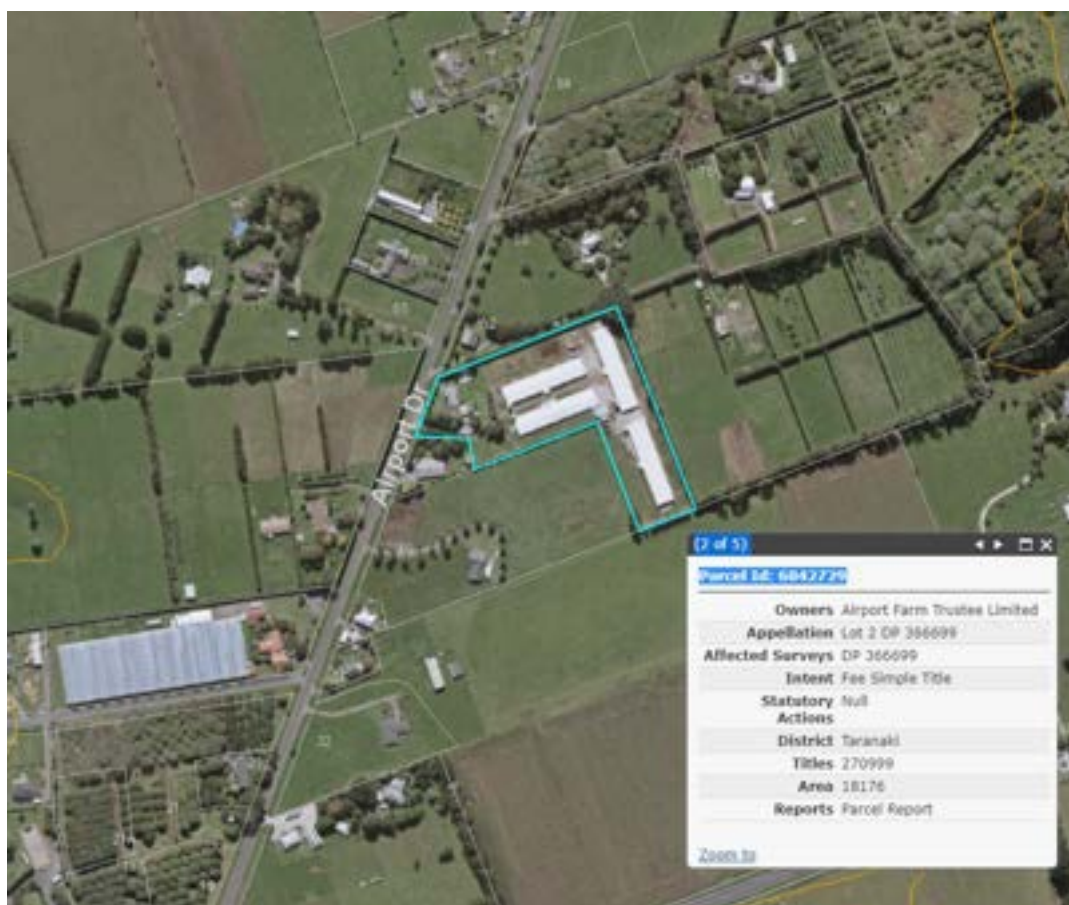 Airport Dr
(2 of 5)
Parcel Id: 6842729
Owners Airport Farm Trustee Limited
Appellation Lot 2 DP 366699
Affected Surveys DP 366699
Intent Fee Simple Title
Statutory Null
Actions
District Taranaki
Titles 270999
Area 18176
Reports Parcel Report
Zoom to